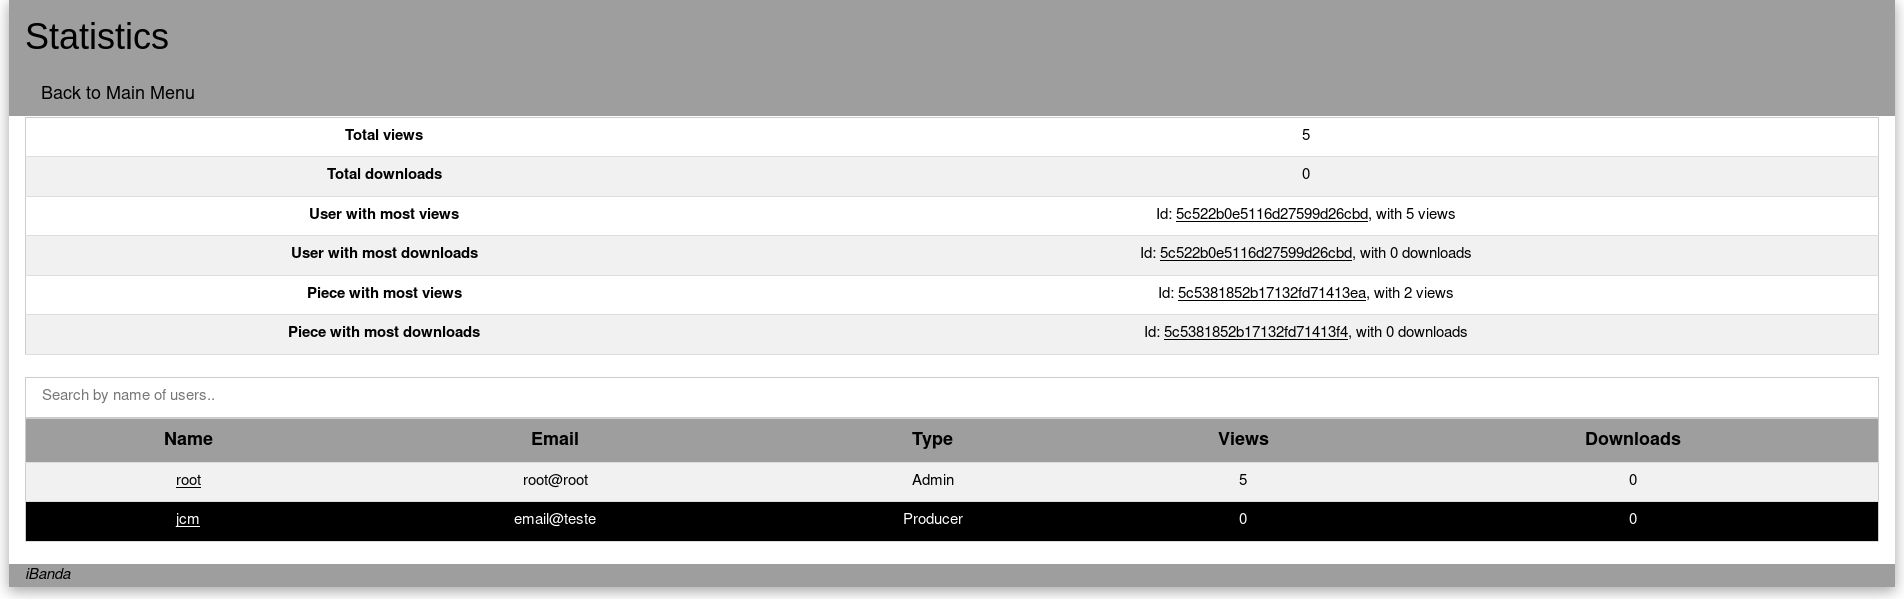 Statistics
Back to Main Menu
Total views 5
Total downloads 0
User with most views Id: 5c522b0e5116d27599d26cbd, with 5 views
User with most downloads Id: 5c522b0e5116d27599d26cbd, with 0 downloads
Piece with most views Id: 5c5381852b17132fd71413ea, with 2 views
Piece with most downloads Id: 5c5381852b17132fd71413f4, with 0 downloads
Search by name of users..
Name Email Type Views Downloads
root root@root Admin 5 0
jcm email@teste Producer 0 0
iBanda